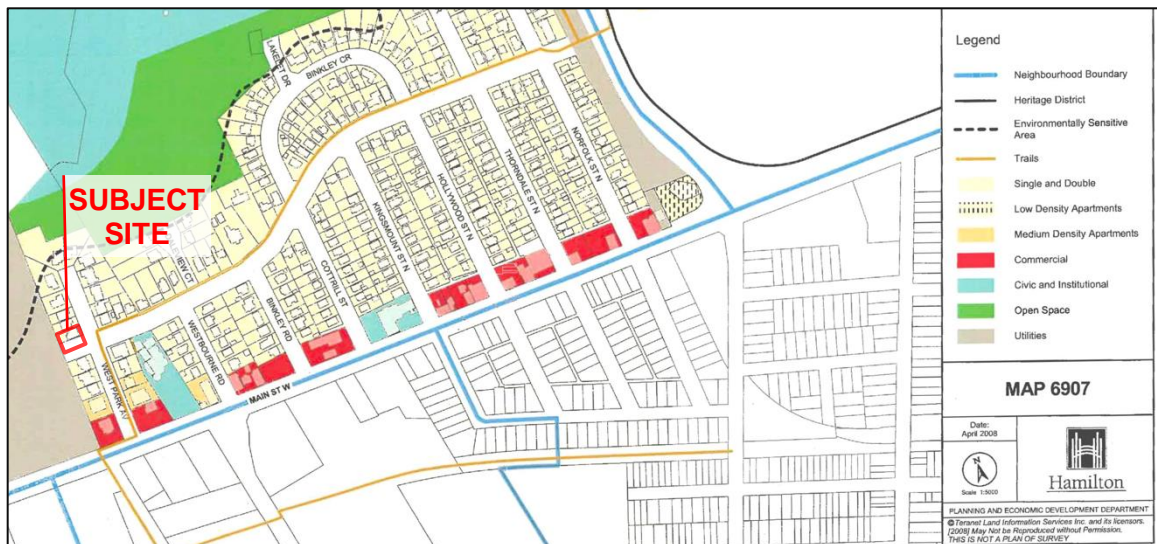 LAKELET DR
BINKLEY CR
NORFOLK ST N
THORNDALE ST N
HOLLYWOOD ST N
KINGSMOUNT ST N
SUBJECT
SITE
COTTRILL ST
BINKLEY RD
WESTBOURNE RD
WEST PARK AV
MAIN ST W
Legend
Neighbourhood Boundary
Heritage District
Environmentally Sensitive
Area
Trails
Single and Double
Low Density Apartments
Medium Density Apartments
Commercial
Civic and Institutional
Open Space
Utilities
MAP 6907
Date:
April 2008
N
Scale 1:5000
Hamilton
PLANNING AND ECONOMIC DEVELOPMENT DEPARTMENT
© Teranet Land Information Services Inc. and its licensors.
[2008] May Not be Reproduced without Permission.
THIS IS NOT A PLAN OF SURVEY